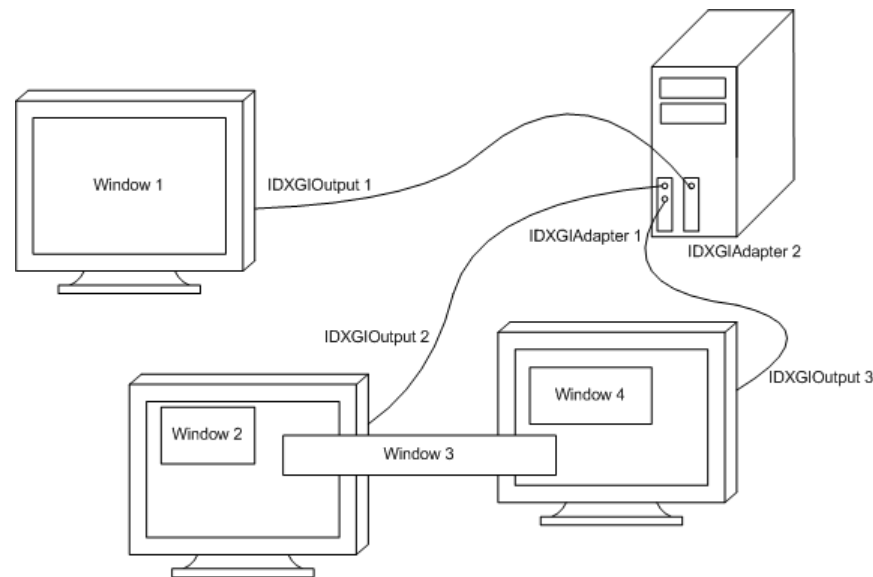 Window 1
IDXGIOutput 1
IDXGIAdapter 1
IDXGIAdapter 2
IDXGIOutput 2
IDXGIOutput 3
Window 2
Window 3
Window 4